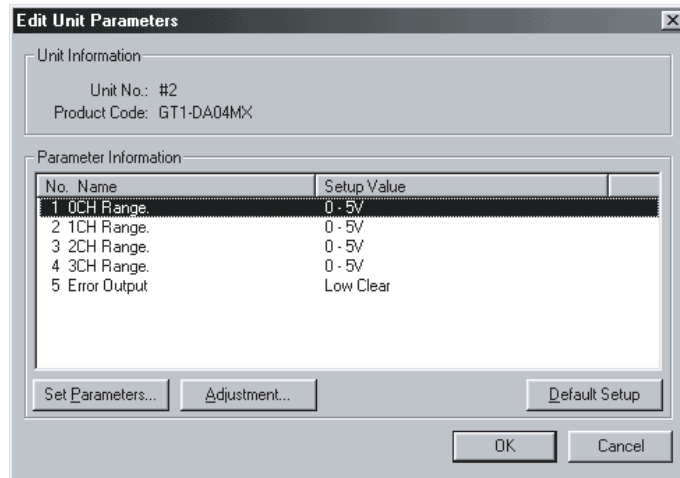 Edit Unit Parameters
Unit Information
Unit No.: #2
Product Code: GT1-DA04MX
Parameter Information
No. Name Setup Value
1 0CH Range. 0 - 5V
2 1CH Range. 0 - 5V
3 2CH Range. 0 - 5V
4 3CH Range. 0 - 5V
5 Error Output Low Clear
Set Parameters... Adjustment... Default Setup
OK Cancel